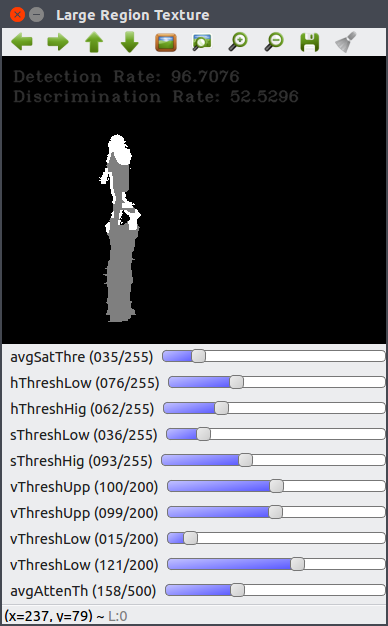 Large Region Texture
Detection Rate: 96.7076
Discrimination Rate: 52.5296
avgSatThre (035/255)
hThreshLow (076/255)
hThreshHig (062/255)
sThreshLow (036/255)
sThreshHig (093/255)
vThreshUpp (100/200)
vThreshUpp (099/200)
vThreshLow (015/200)
vThreshLow (121/200)
avgAttenTh (158/500)
(x=237, y=79) ~ L:0